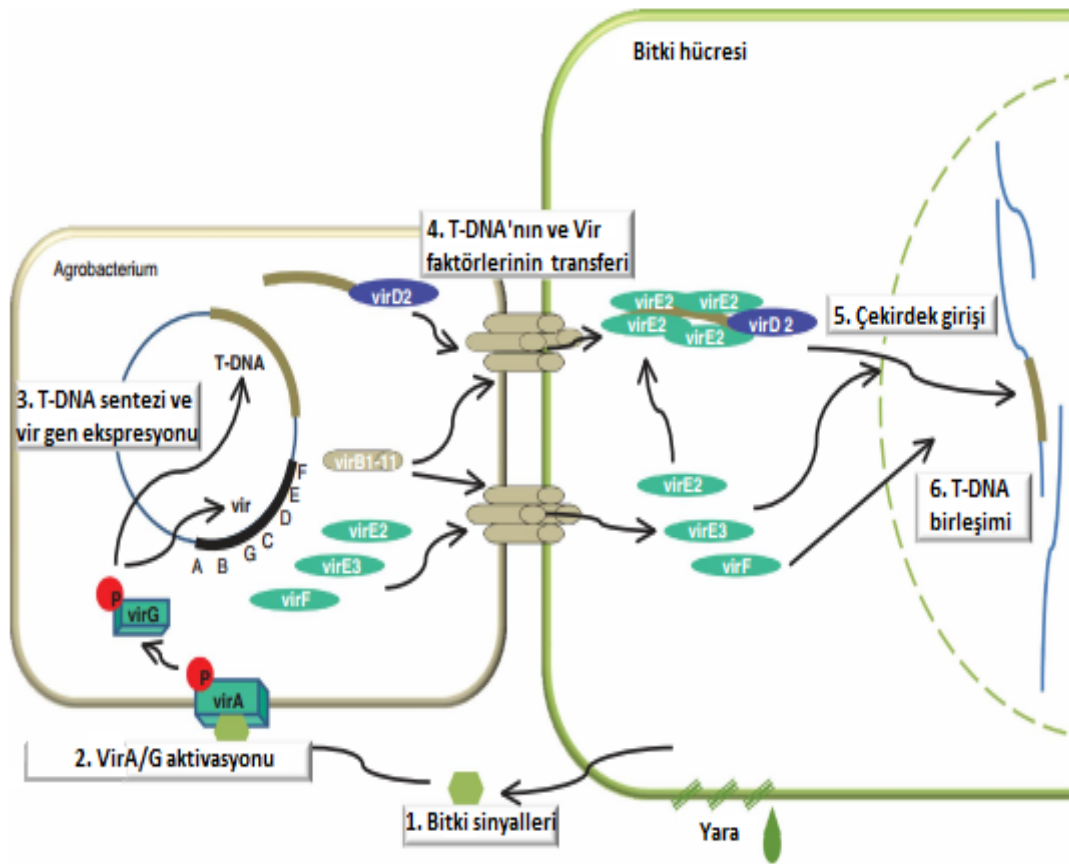 Bitki hücresi
4. T-DNA'nın ve Vir
faktörlerinin transferi
Agrobacterium
virD2
virE2
virE2
virE2
virE2
virD 2
5. Çekirdek girişi
T-DNA
3. T-DNA sentezi ve
vir gen ekspresyonu
virB1-11
vir
F
E
D
C
G
B
A
virE2
virE3
virF
virE2
virE3
virF
6. T-DNA
birleşimi
P
virG
P
virA
2. VirA/G aktivasyonu
1. Bitki sinyalleri
Yara